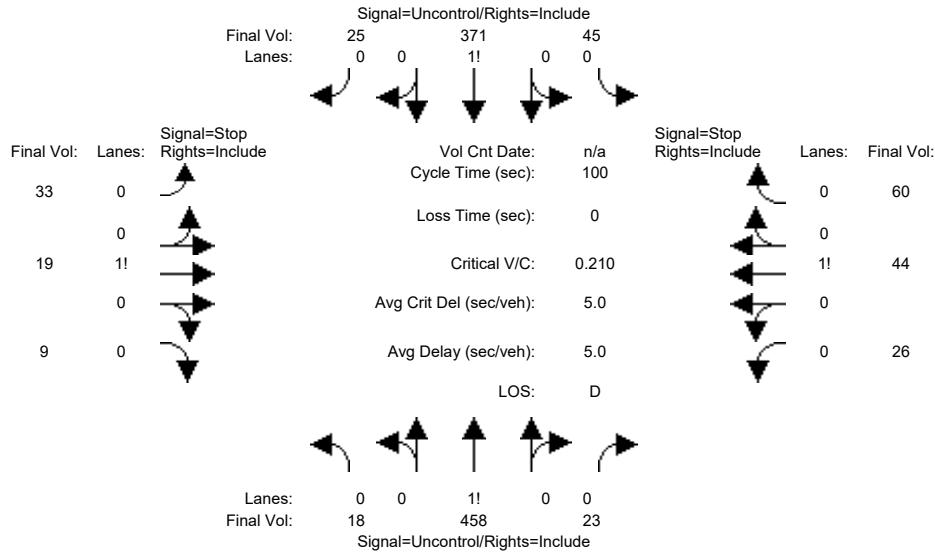 Signal=Uncontrol/Rights=Include
Final Vol: 25 371 45
Lanes: 0 0 1! 0 0
Signal=Stop
Final Vol: Lanes: Rights=Include
Vol Cnt Date: n/a
Signal=Stop
Rights=Include Lanes: Final Vol:
Cycle Time (sec): 100
33 0
0 60
Loss Time (sec): 0
0
0
19 1!
Critical V/C: 0.210
1! 44
0
Avg Crit Del (sec/veh): 5.0
0
9 0
Avg Delay (sec/veh): 5.0
0 26
LOS: D
Lanes: 0 0 1! 0 0
Final Vol: 18 458 23
Signal=Uncontrol/Rights=Include